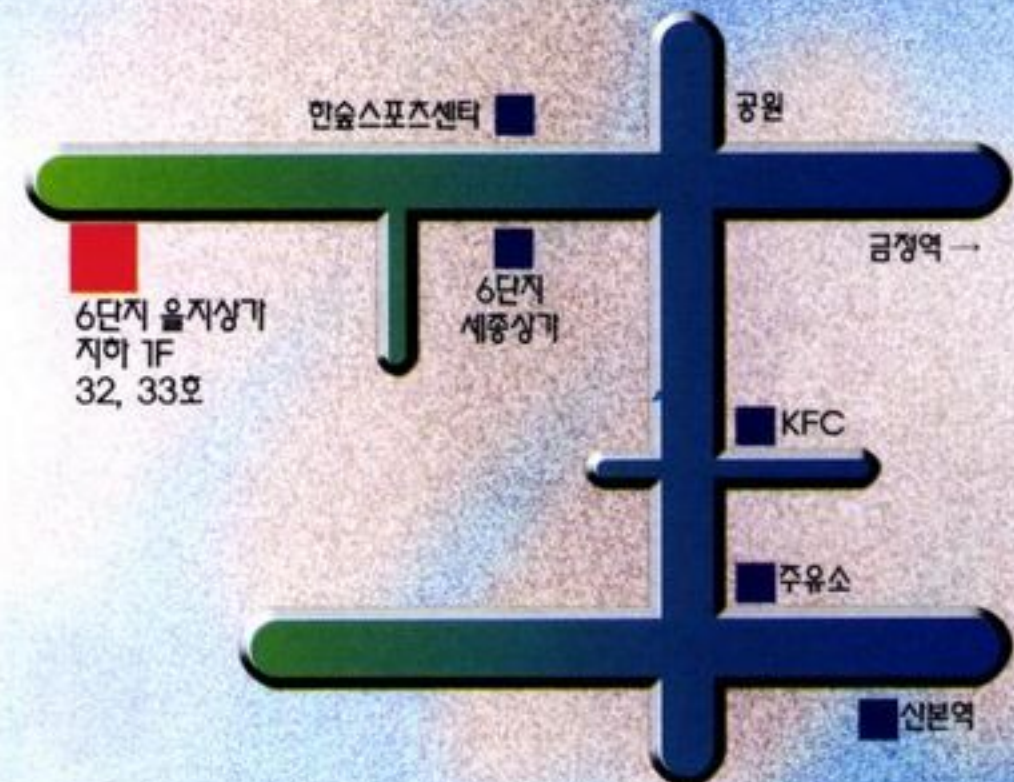 한숲스포츠센타
공원
금정역 →
6단지
세종상가
6단지 을지상가
지하 1F
32, 33호
KFC
주유소
산본역